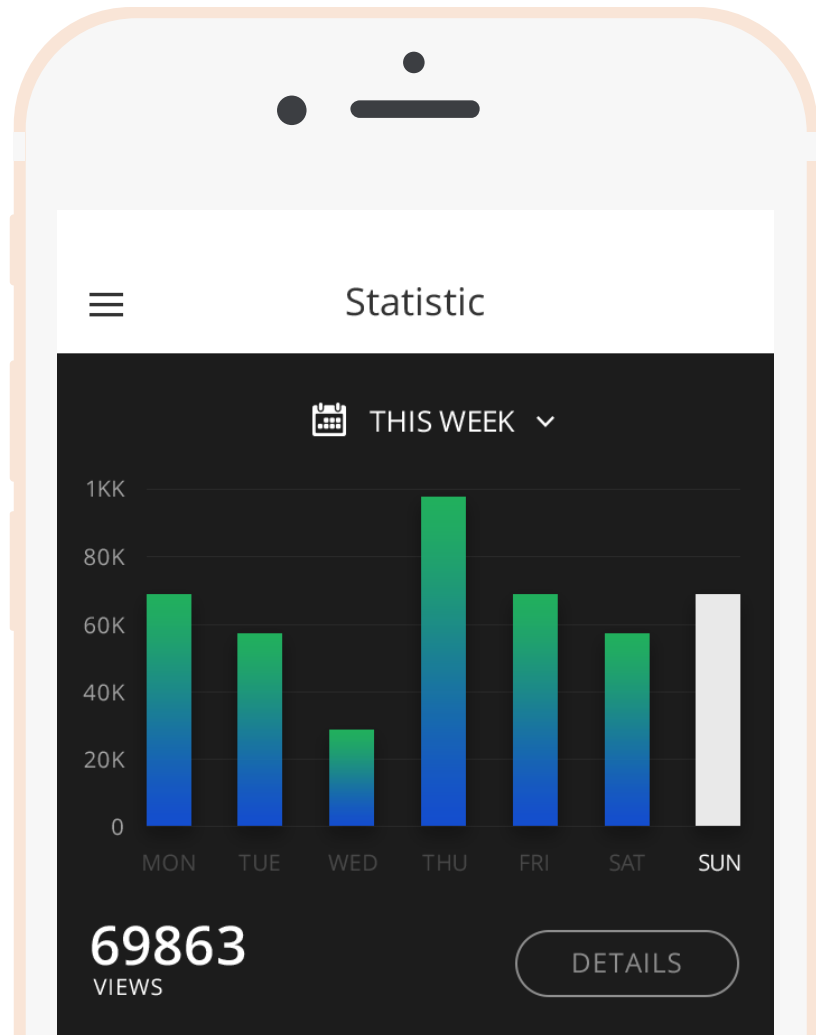 Statistic
THIS WEEK
1KK
80K
60K
40K
20K
0
MON TUE WED THU FRI SAT SUN
69863
VIEWS
DETAILS